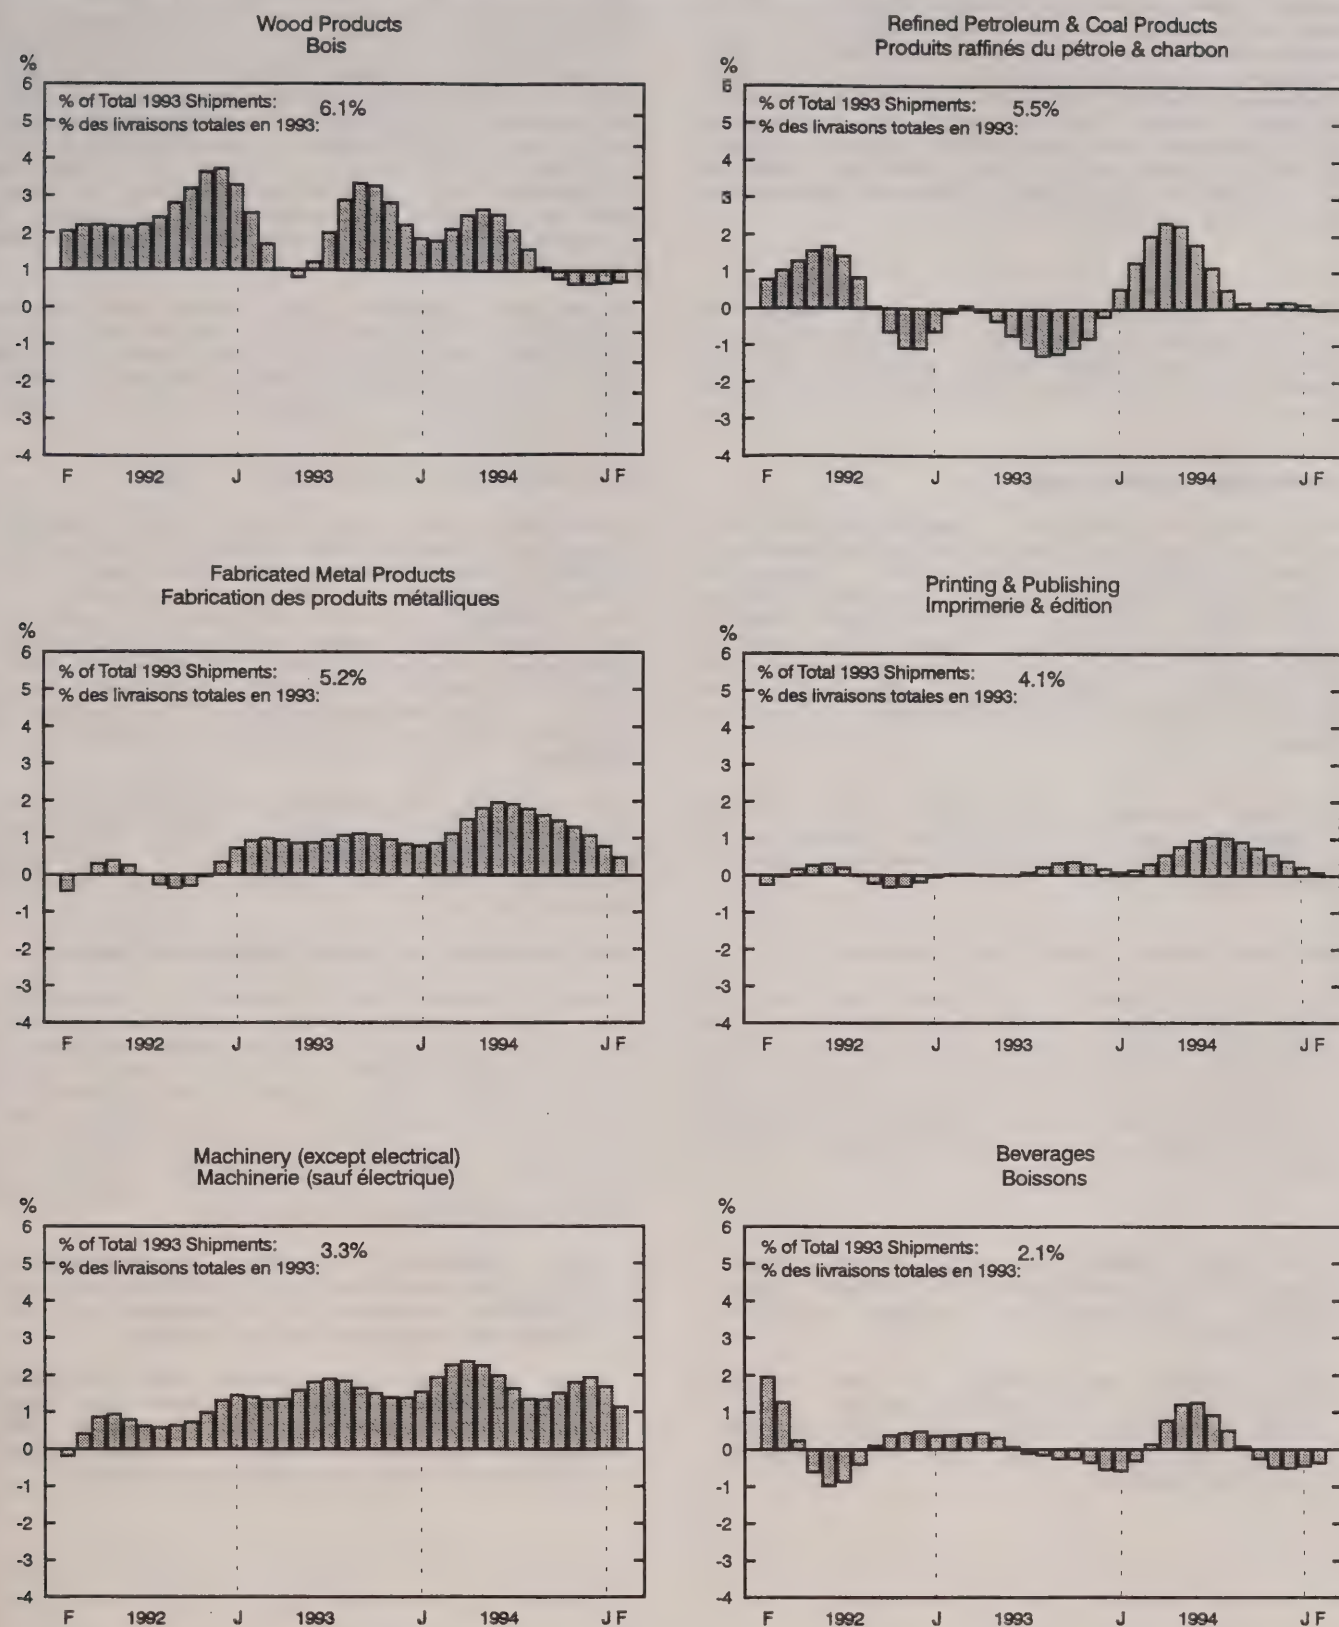 Wood Products
Bois
%
6
5
4
3
2
1
0
-1
-2
-3
-4
% of Total 1993 Shipments: 6.1%
% des livraisons totales en 1993:
F 1992 J 1993 J 1994 J F
Refined Petroleum & Coal Products
Produits raffinés du pétrole & charbon
%
6
5
4
3
2
1
0
-1
-2
-3
-4
% of Total 1993 Shipments: 5.5%
% des livraisons totales en 1993:
F 1992 J 1993 J 1994 J F
Fabricated Metal Products
Fabrication des produits métalliques
%
6
5
4
3
2
1
0
-1
-2
-3
-4
% of Total 1993 Shipments: 5.2%
% des livraisons totales en 1993:
F 1992 J 1993 J 1994 J F
Printing & Publishing
Imprimerie & édition
%
6
5
4
3
2
1
0
-1
-2
-3
-4
% of Total 1993 Shipments: 4.1%
% des livraisons totales en 1993:
F 1992 J 1993 J 1994 J F
Machinery (except electrical)
Machinerie (sauf électrique)
%
6
5
4
3
2
1
0
-1
-2
-3
-4
% of Total 1993 Shipments: 3.3%
% des livraisons totales en 1993:
F 1992 J 1993 J 1994 J F
Beverages
Boissons
%
6
5
4
3
2
1
0
-1
-2
-3
-4
% of Total 1993 Shipments: 2.1%
% des livraisons totales en 1993:
F 1992 J 1993 J 1994 J F